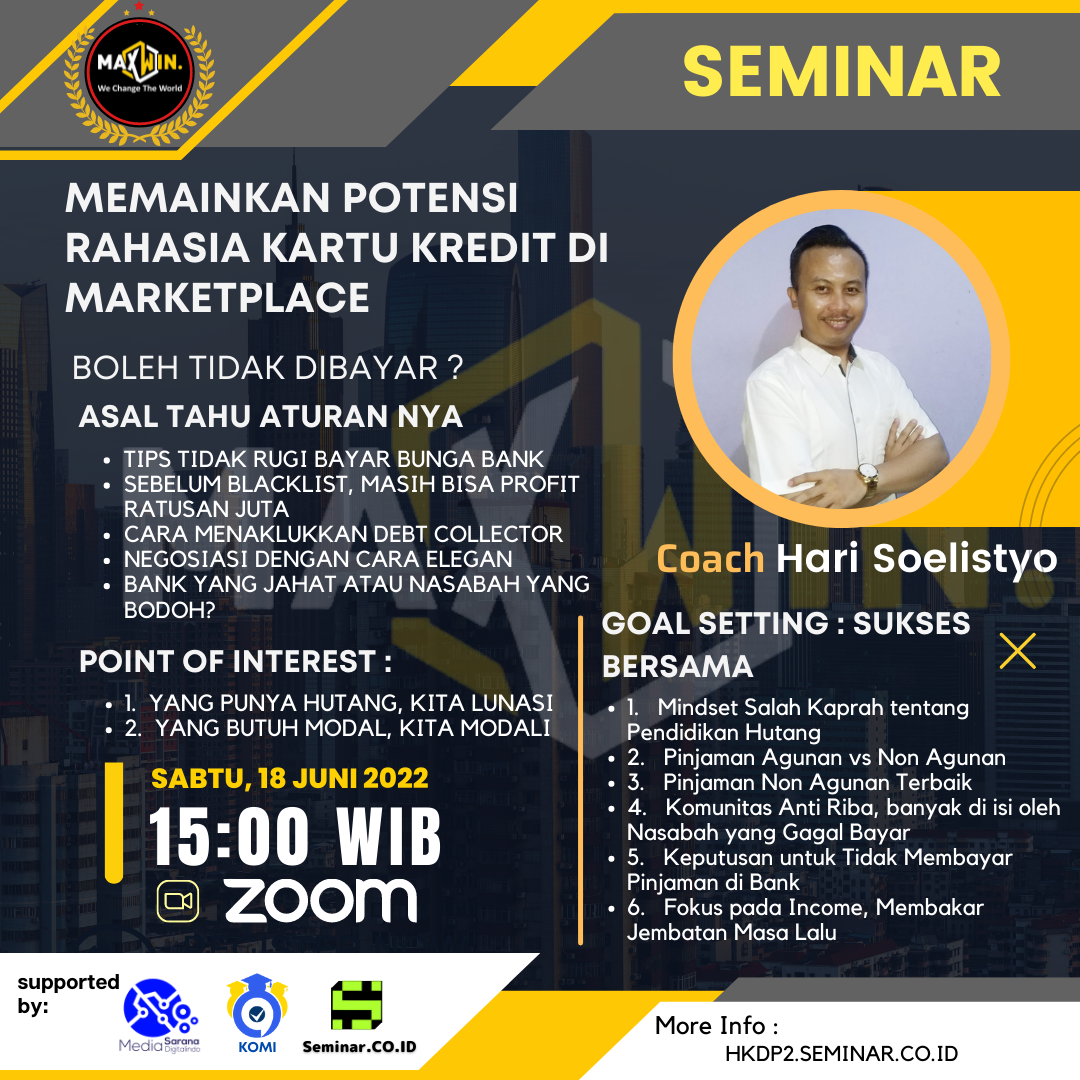 MAXWIN.
We Change The World
SEMINAR
MEMAINKAN POTENSI
RAHASIA KARTU KREDIT DI
MARKETPLACE
BOLEH TIDAK DIBAYAR ?
ASAL TAHU ATURAN NYA
• TIPS TIDAK RUGI BAYAR BUNGA BANK
• SEBELUM BLACKLIST, MASIH BISA PROFIT
RATUSAN JUTA
• CARA MENAKLUKKAN DEBT COLLECTOR
• NEGOSIASI DENGAN CARA ELEGAN
• BANK YANG JAHAT ATAU NASABAH YANG
BODOH?
POINT OF INTEREST :
• 1. YANG PUNYA HUTANG, KITA LUNASI
• 2. YANG BUTUH MODAL, KITA MODALI
SABTU, 18 JUNI 2022
15:00 WIB
zoom
Coach Hari Soelistyo
GOAL SETTING : SUKSES
BERSAMA
• 1. Mindset Salah Kaprah tentang
Pendidikan Hutang
• 2. Pinjaman Agunan vs Non Agunan
• 3. Pinjaman Non Agunan Terbaik
• 4. Komunitas Anti Riba, banyak di isi oleh
Nasabah yang Gagal Bayar
• 5. Keputusan untuk Tidak Membayar
Pinjaman di Bank
• 6. Fokus pada Income, Membakar
Jembatan Masa Lalu
MAXWIN.
supported
by:
Media Sarana
Digitalindo
KOMI
Seminar.CO.ID
More Info :
HKDP2.SEMINAR.CO.ID